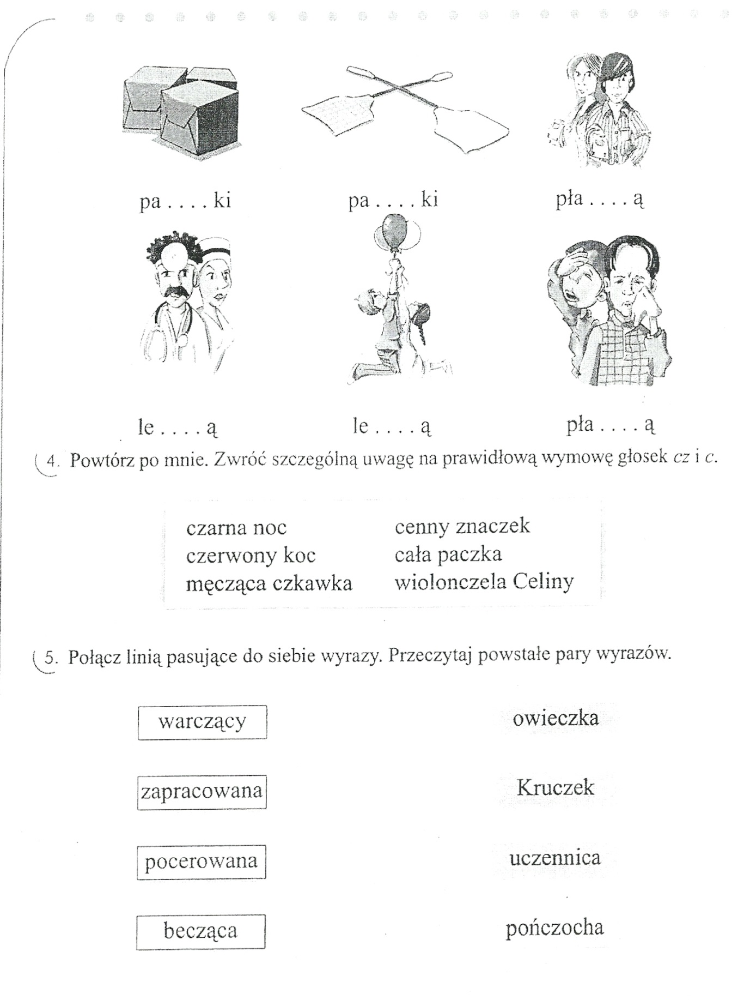 pa . . . . ki
pa . . . . ki
pła . . . . ą
le . . . . ą
le . . . . ą
pła . . . . ą
4. Powtórz po mnie. Zwróć szczególną uwagę na prawidłową wymowę głosek cz i c.
czarna noc
cenny znaczek
czerwony koc
cała paczka
męcząca czkawka
wiolonczela Celiny
5. Połącz linią pasujące do siebie wyrazy. Przeczytaj powstałe pary wyrazów.
warczący
owieczka
zapracowana
Kruczek
pocerowana
uczennica
becząca
pończocha